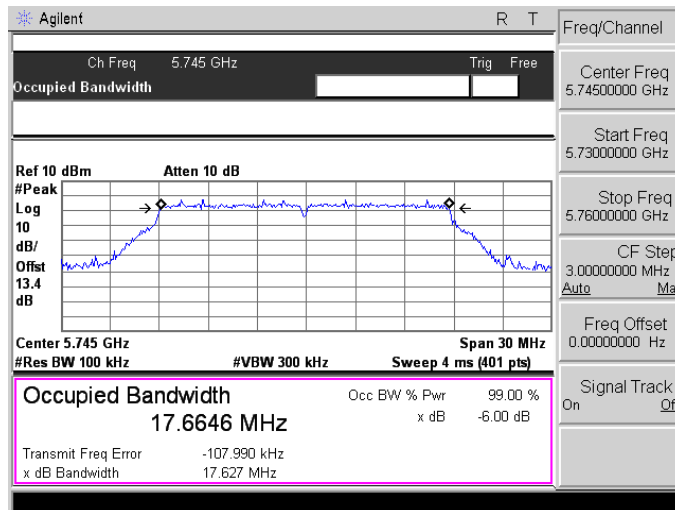 Agilent R T
Ch Freq 5.745 GHz Trig Free
Occupied Bandwidth
Ref 10 dBm Atten 10 dB
#Peak
Log
10
dB/
Offst
13.4
dB
Center 5.745 GHz Span 30 MHz
#Res BW 100 kHz #VBW 300 kHz Sweep 4 ms (401 pts)
Occupied Bandwidth Occ BW % Pwr 99.00 %
17.6646 MHz x dB -6.00 dB
Transmit Freq Error -107.990 kHz
x dB Bandwidth 17.627 MHz
Freq/Channel
Center Freq
5.74500000 GHz
Start Freq
5.73000000 GHz
Stop Freq
5.76000000 GHz
CF Step
3.00000000 MHz
Auto Ma
Freq Offset
0.00000000 Hz
Signal Track
On Of